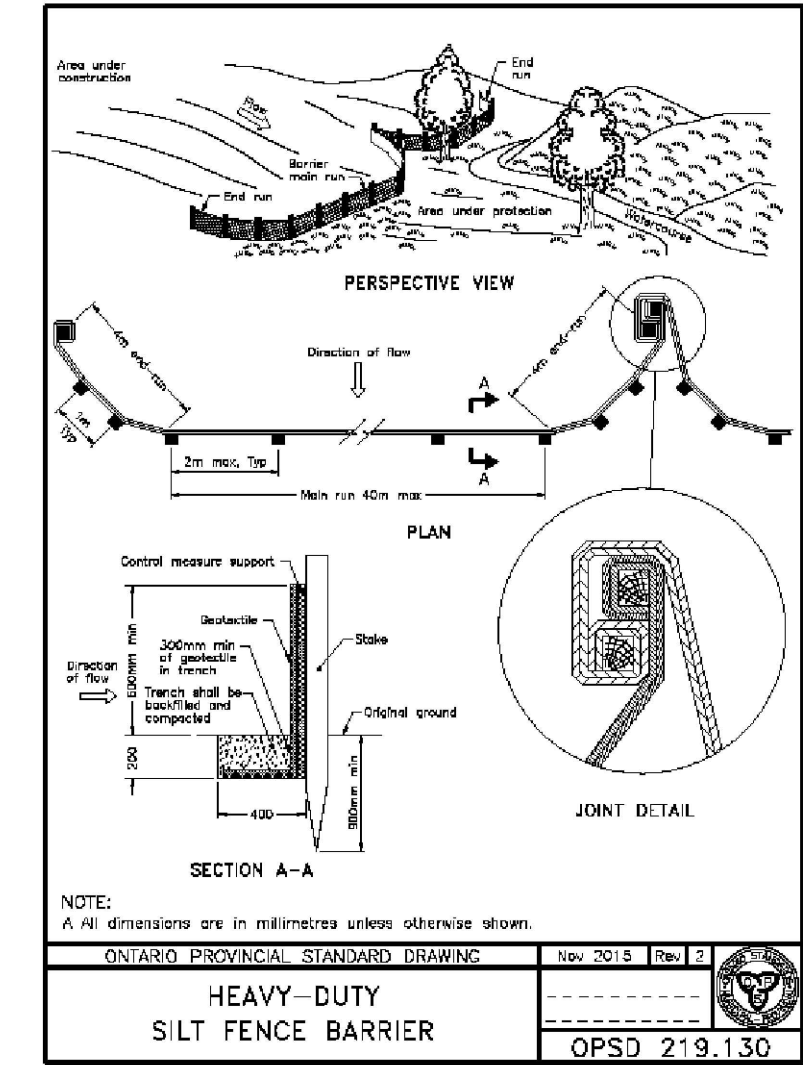 Area under
construction
Flow
End
run
Barrier
main run
End run
Area under protection
Watercourse
PERSPECTIVE VIEW
4m end-run
Direction of flow
4m end-run
A
2m
Typ
2m max, Typ
A
Main run 40m max
PLAN
Control measure support
Geotextile
300mm min
of geotextile
in trench
Stake
600mm min
Direction
of flow
Trench shall be
backfilled and
compacted
Original ground
200
400
900mm min
SECTION A-A
JOINT DETAIL
NOTE:
A All dimensions are in millimetres unless otherwise shown.
ONTARIO PROVINCIAL STANDARD DRAWING
Nov 2015 Rev 2
HEAVY-DUTY
SILT FENCE BARRIER
OPSD 219.130